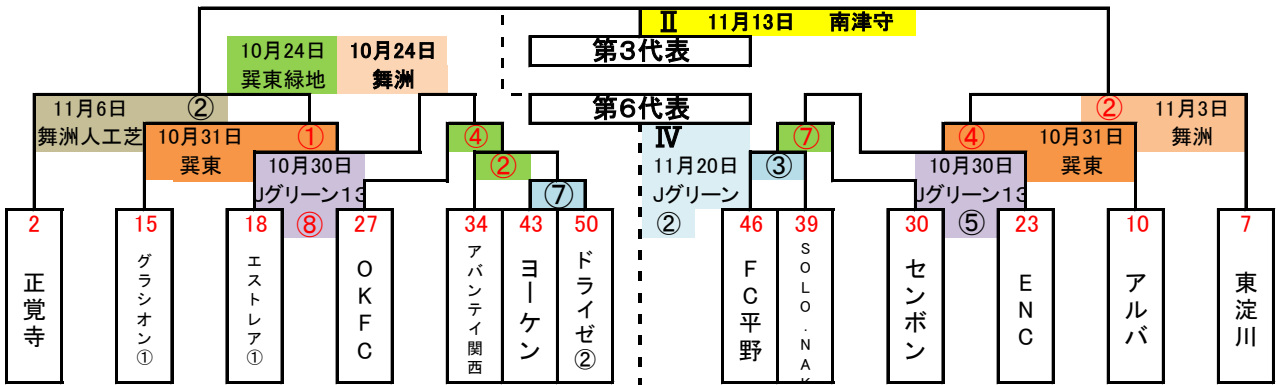 Ⅱ 11月13日 南津守
第3代表
10月24日
巽東緑地
10月24日
舞洲
第6代表
11月6日 ②
舞洲人工芝
11月3日 ②
舞洲
10月31日 ①
巽東
④
Ⅳ
11月20日
Jグリーン
②
⑦
④ 10月31日
巽東
10月30日
Jグリーン13
⑧
②
③
10月30日
Jグリーン13
⑤
⑦
2
正覚寺
15
グラシオン①
18
エストレア①
27
OKFC
34
アバンテイ関西
43
ヨーケン
50
ドライゼ②
46
FC平野
39
SOLO.NAK
30
センボン
23
ENC
10
アルバ
7
東淀川